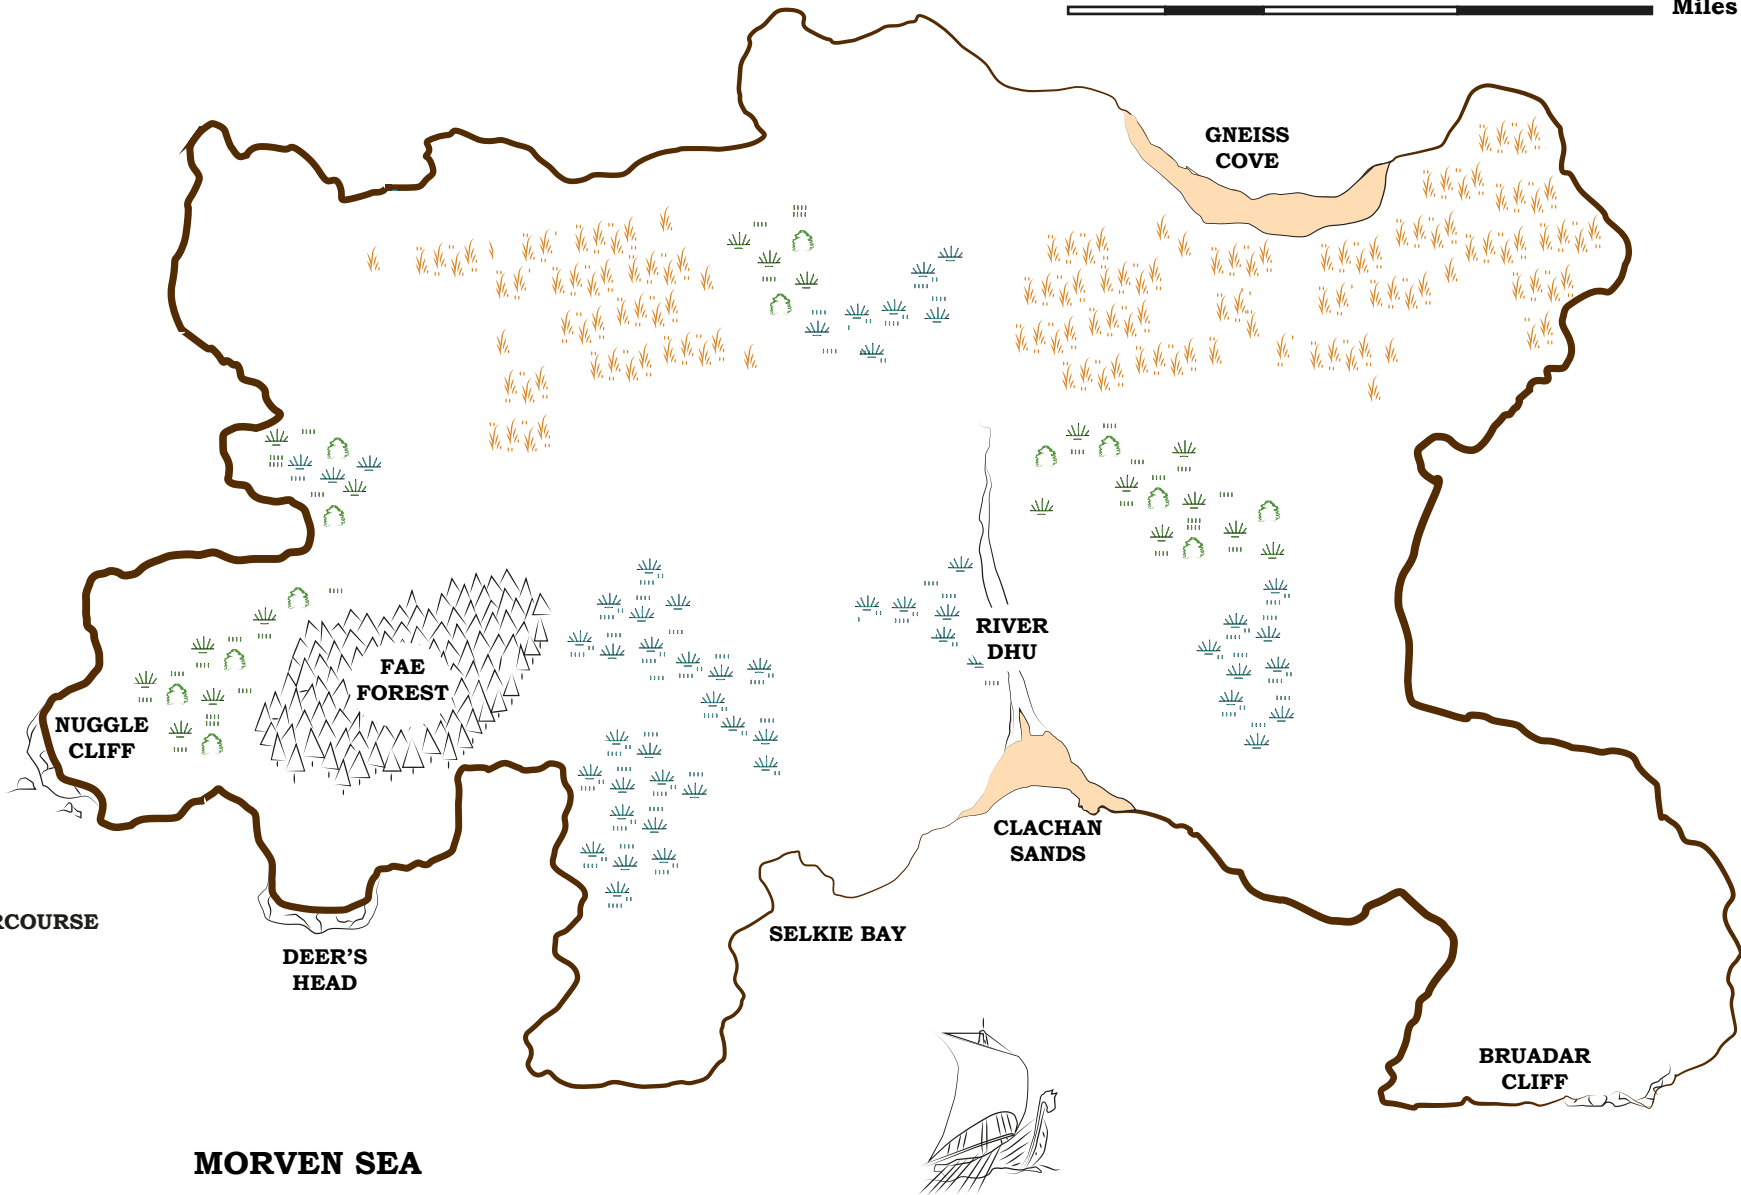 Miles
GNEISS
COVE
RIVER
DHU
FAE
FOREST
NUGGLE
CLIFF
CLACHAN
SANDS
RCOURSE
SELKIE BAY
DEER'S
HEAD
BRUADAR
CLIFF
MORVEN SEA